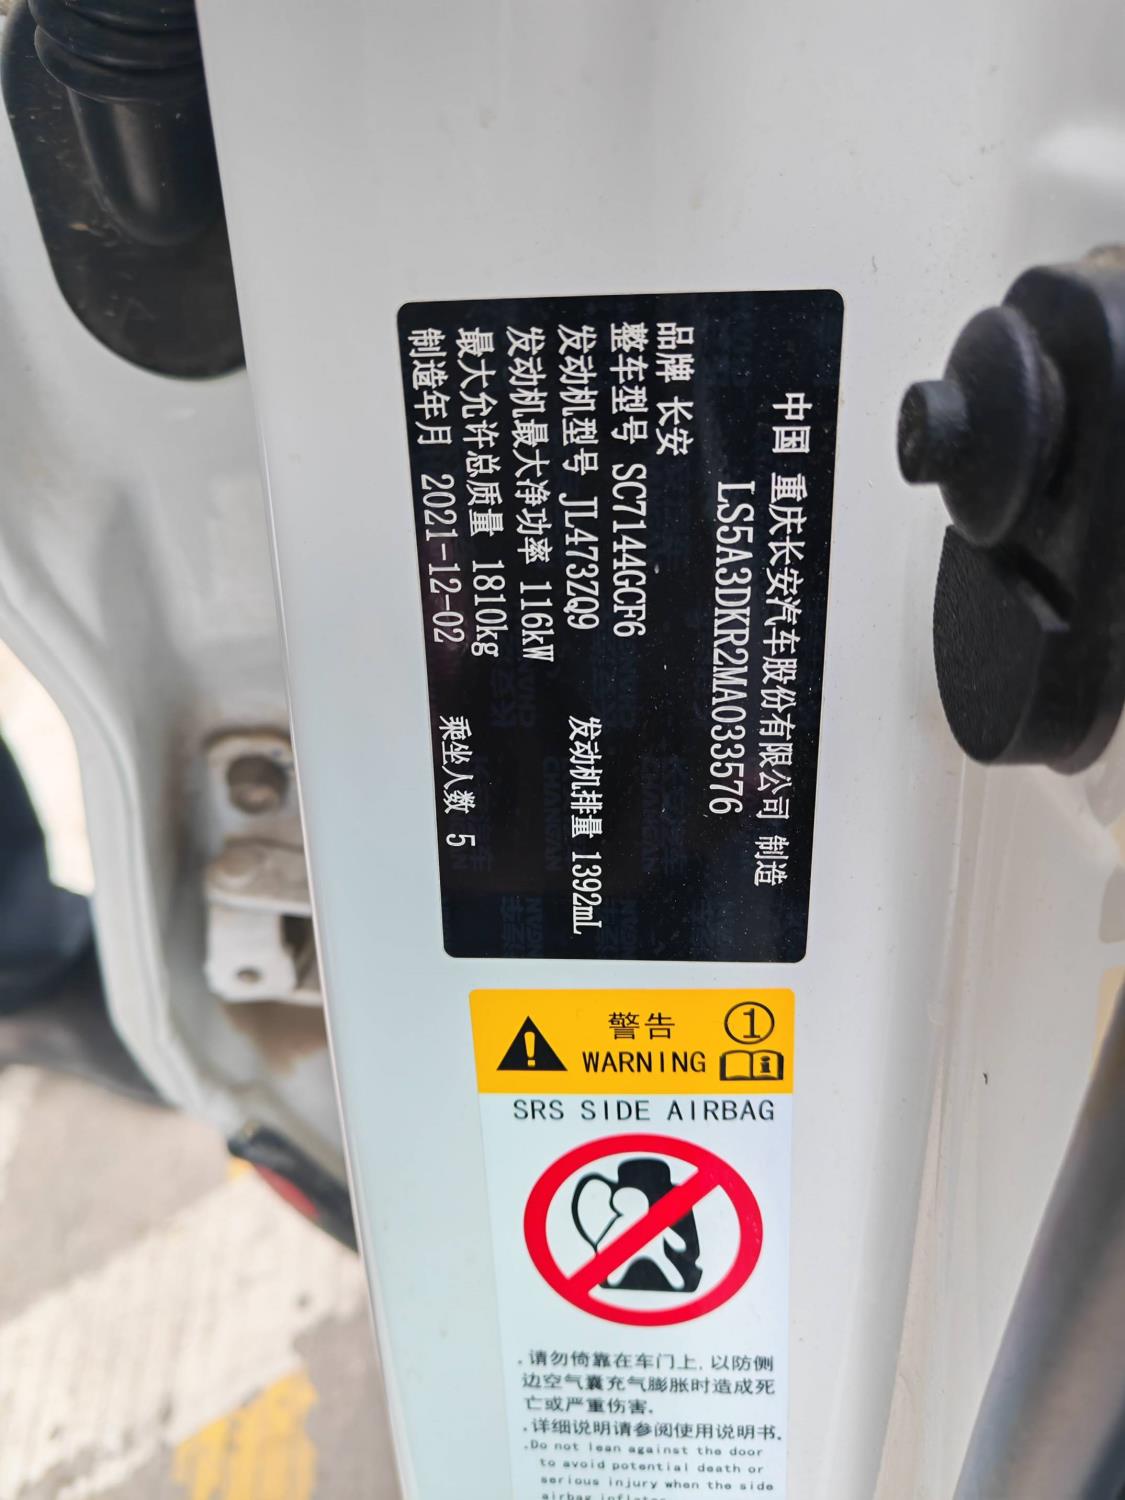 中国 重庆长安汽车股份有限公司 制造
LS5A3DKR2MA033576
品牌 长安
整车型号 SC7144GCF6
发动机型号 JL473ZQ9 发动机排量 1392mL
发动机最大净功率 116kW
最大允许总质量 1810kg
制造年月 2021-12-02 乘坐人数 5
警告 1
WARNING
SRS SIDE AIRBAG
.请勿倚靠在车门上,以防侧
边空气囊充气膨胀时造成死
亡或严重伤害.
.详细说明请参阅使用说明书.
.Do not lean against the door
to avoid potential death or
serious injury when the side
airbag